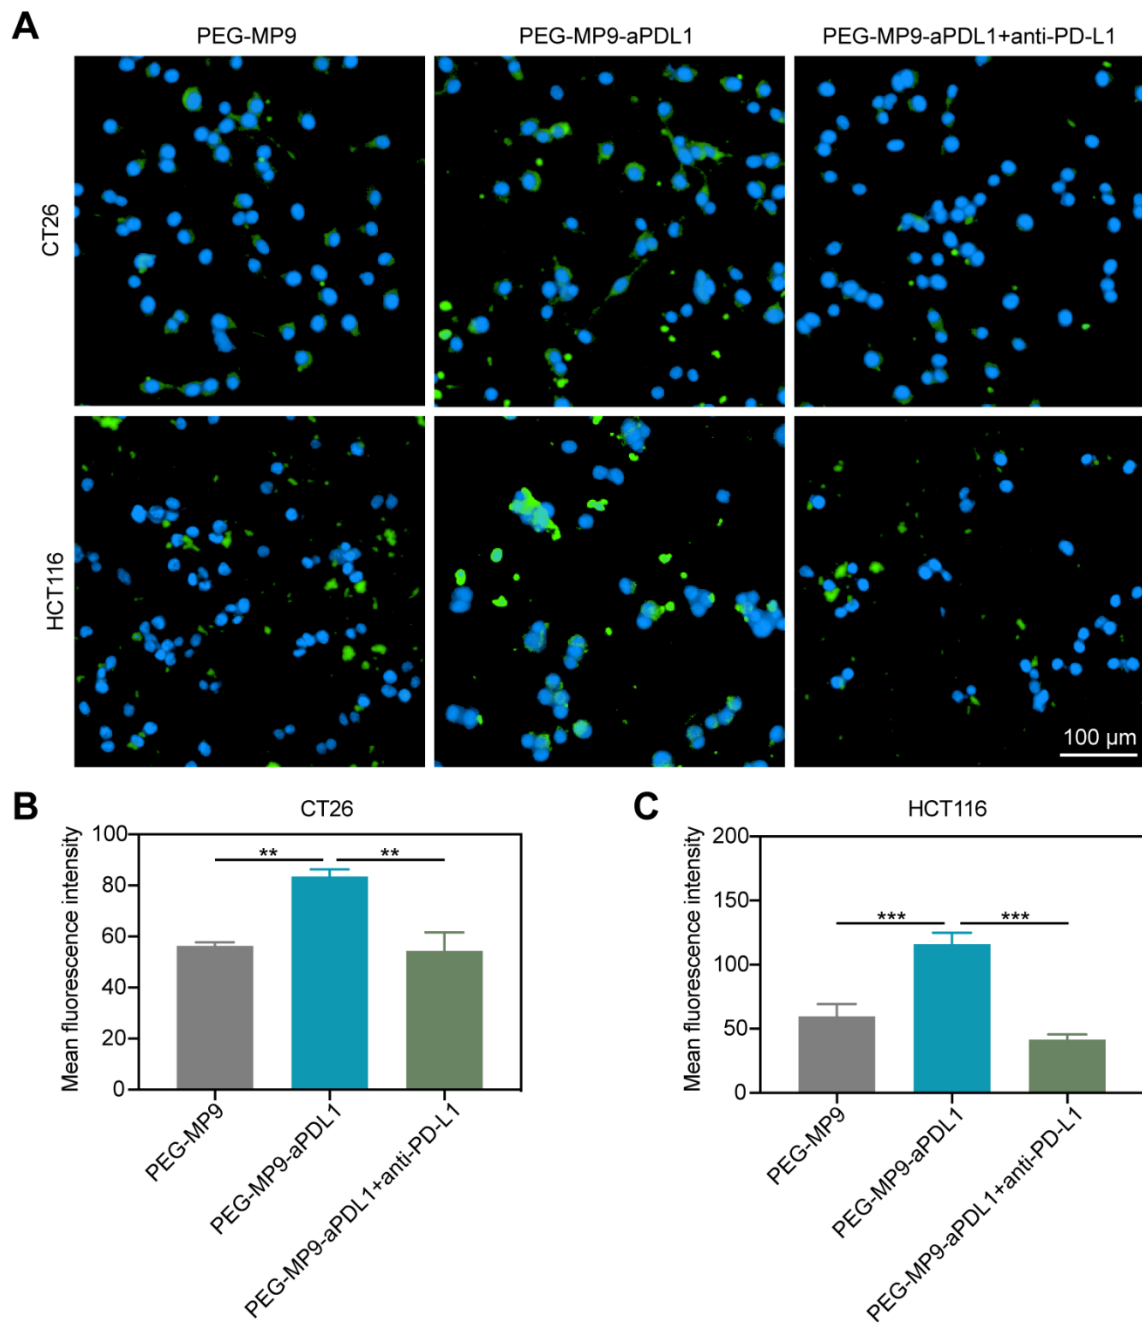 A
PEG-MP9
PEG-MP9-aPDL1
PEG-MP9-aPDL1+anti-PD-L1
CT26
HCT116
100 µm
B
CT26
Mean fluorescence intensity
100
80
60
40
20
0
**
**
PEG-MP9
PEG-MP9-aPDL1
PEG-MP9-aPDL1+anti-PD-L1
C
HCT116
Mean fluorescence intensity
200
150
100
50
0
***
***
PEG-MP9
PEG-MP9-aPDL1
PEG-MP9-aPDL1+anti-PD-L1